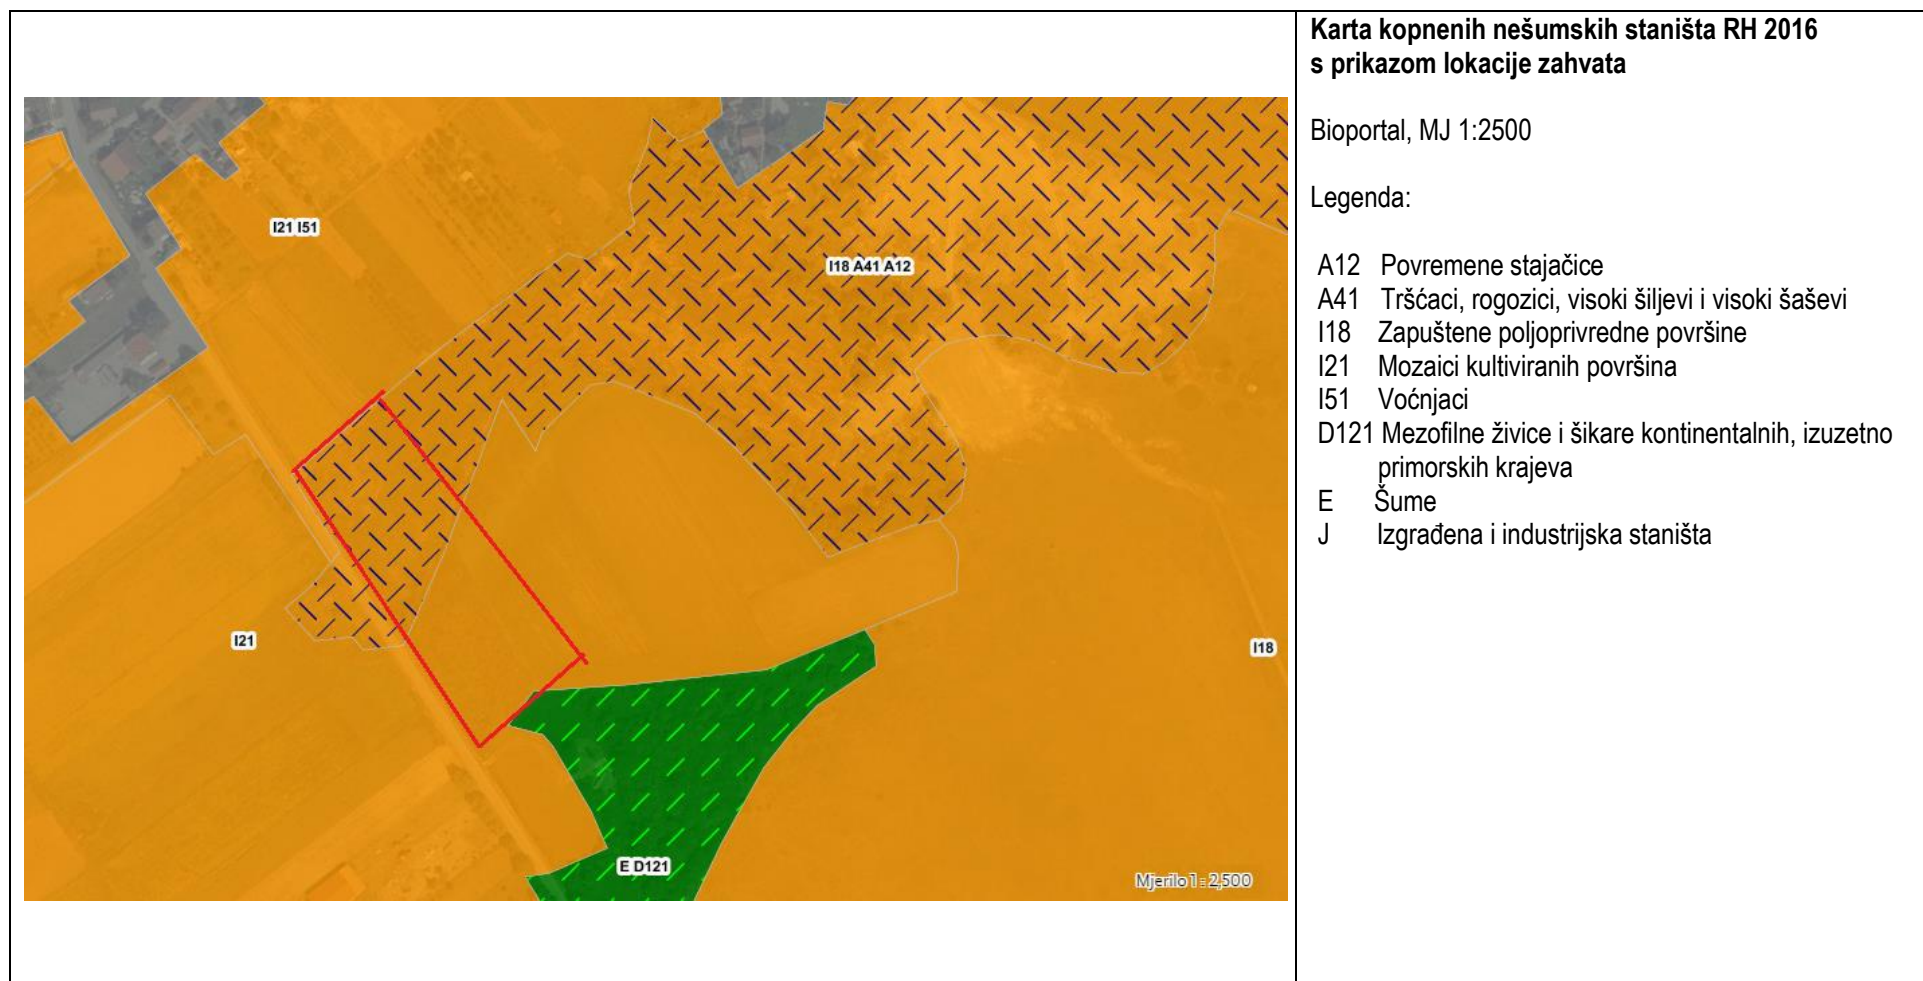 Karta kopnenih nešumskih staništa RH 2016
s prikazom lokacije zahvata
Bioportal, MJ 1:2500
Legenda:
A12 Povremene stajačice
A41 Tršćaci, rogozici, visoki šiljevi i visoki šaševi
I18 Zapuštene poljoprivredne površine
I21 Mozaici kultiviranih površina
I51 Voćnjaci
D121 Mezofilne živice i šikare kontinentalnih, izuzetno
primorskih krajeva
E Šume
J Izgrađena i industrijska staništa
I21 I51
I18 A41 A12
I21
I18
E D121
Mjerilo 1 : 2,500